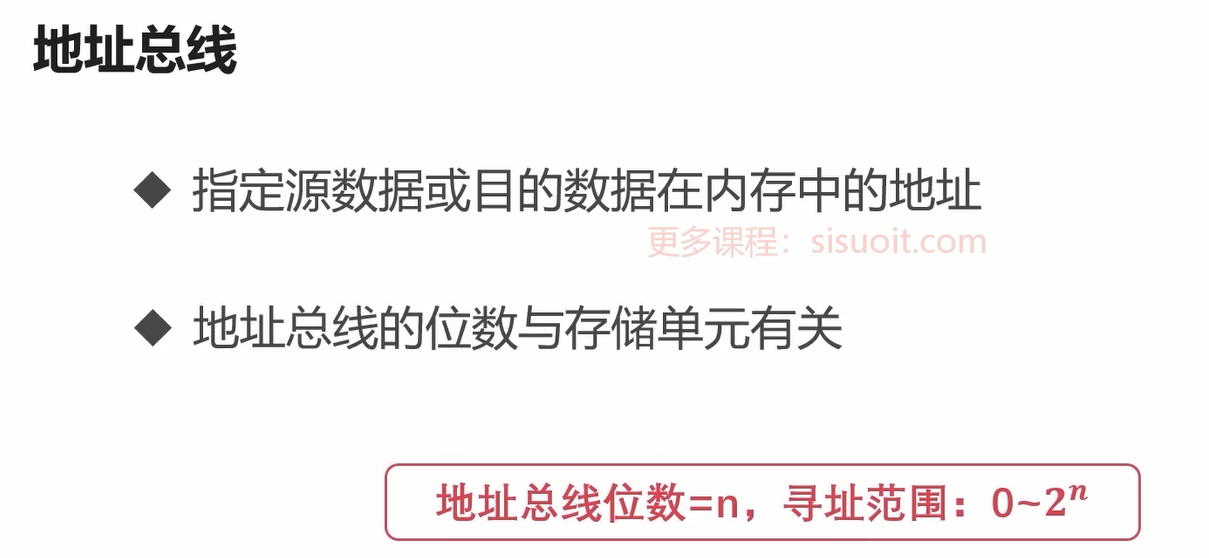 地址总线
◆ 指定源数据或目的数据在内存中的地址
更多课程：sisuoit.com
◆ 地址总线的位数与存储单元有关
地址总线位数=n，寻址范围：0~2ⁿ